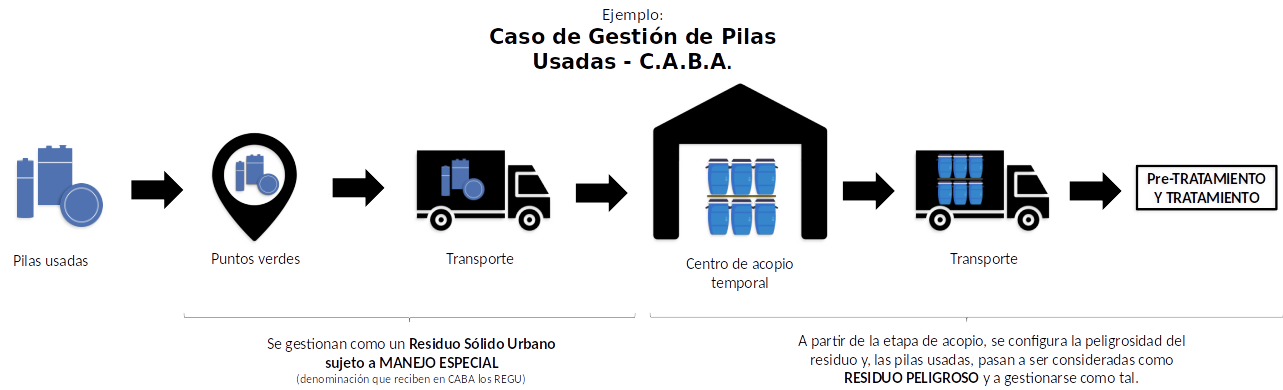 Ejemplo:
Caso de Gestión de Pilas
Usadas - C.A.B.A.
Pilas usadas
Puntos verdes
Transporte
Centro de acopio
temporal
Transporte
Pre-TRATAMIENTO
Y TRATAMIENTO
Se gestionan como un Residuo Sólido Urbano
sujeto a MANEJO ESPECIAL
(denominación que reciben en CABA los REGU)
A partir de la etapa de acopio, se configura la peligrosidad del
residuo y, las pilas usadas, pasan a ser consideradas como
RESIDUO PELIGROSO y a gestionarse como tal.